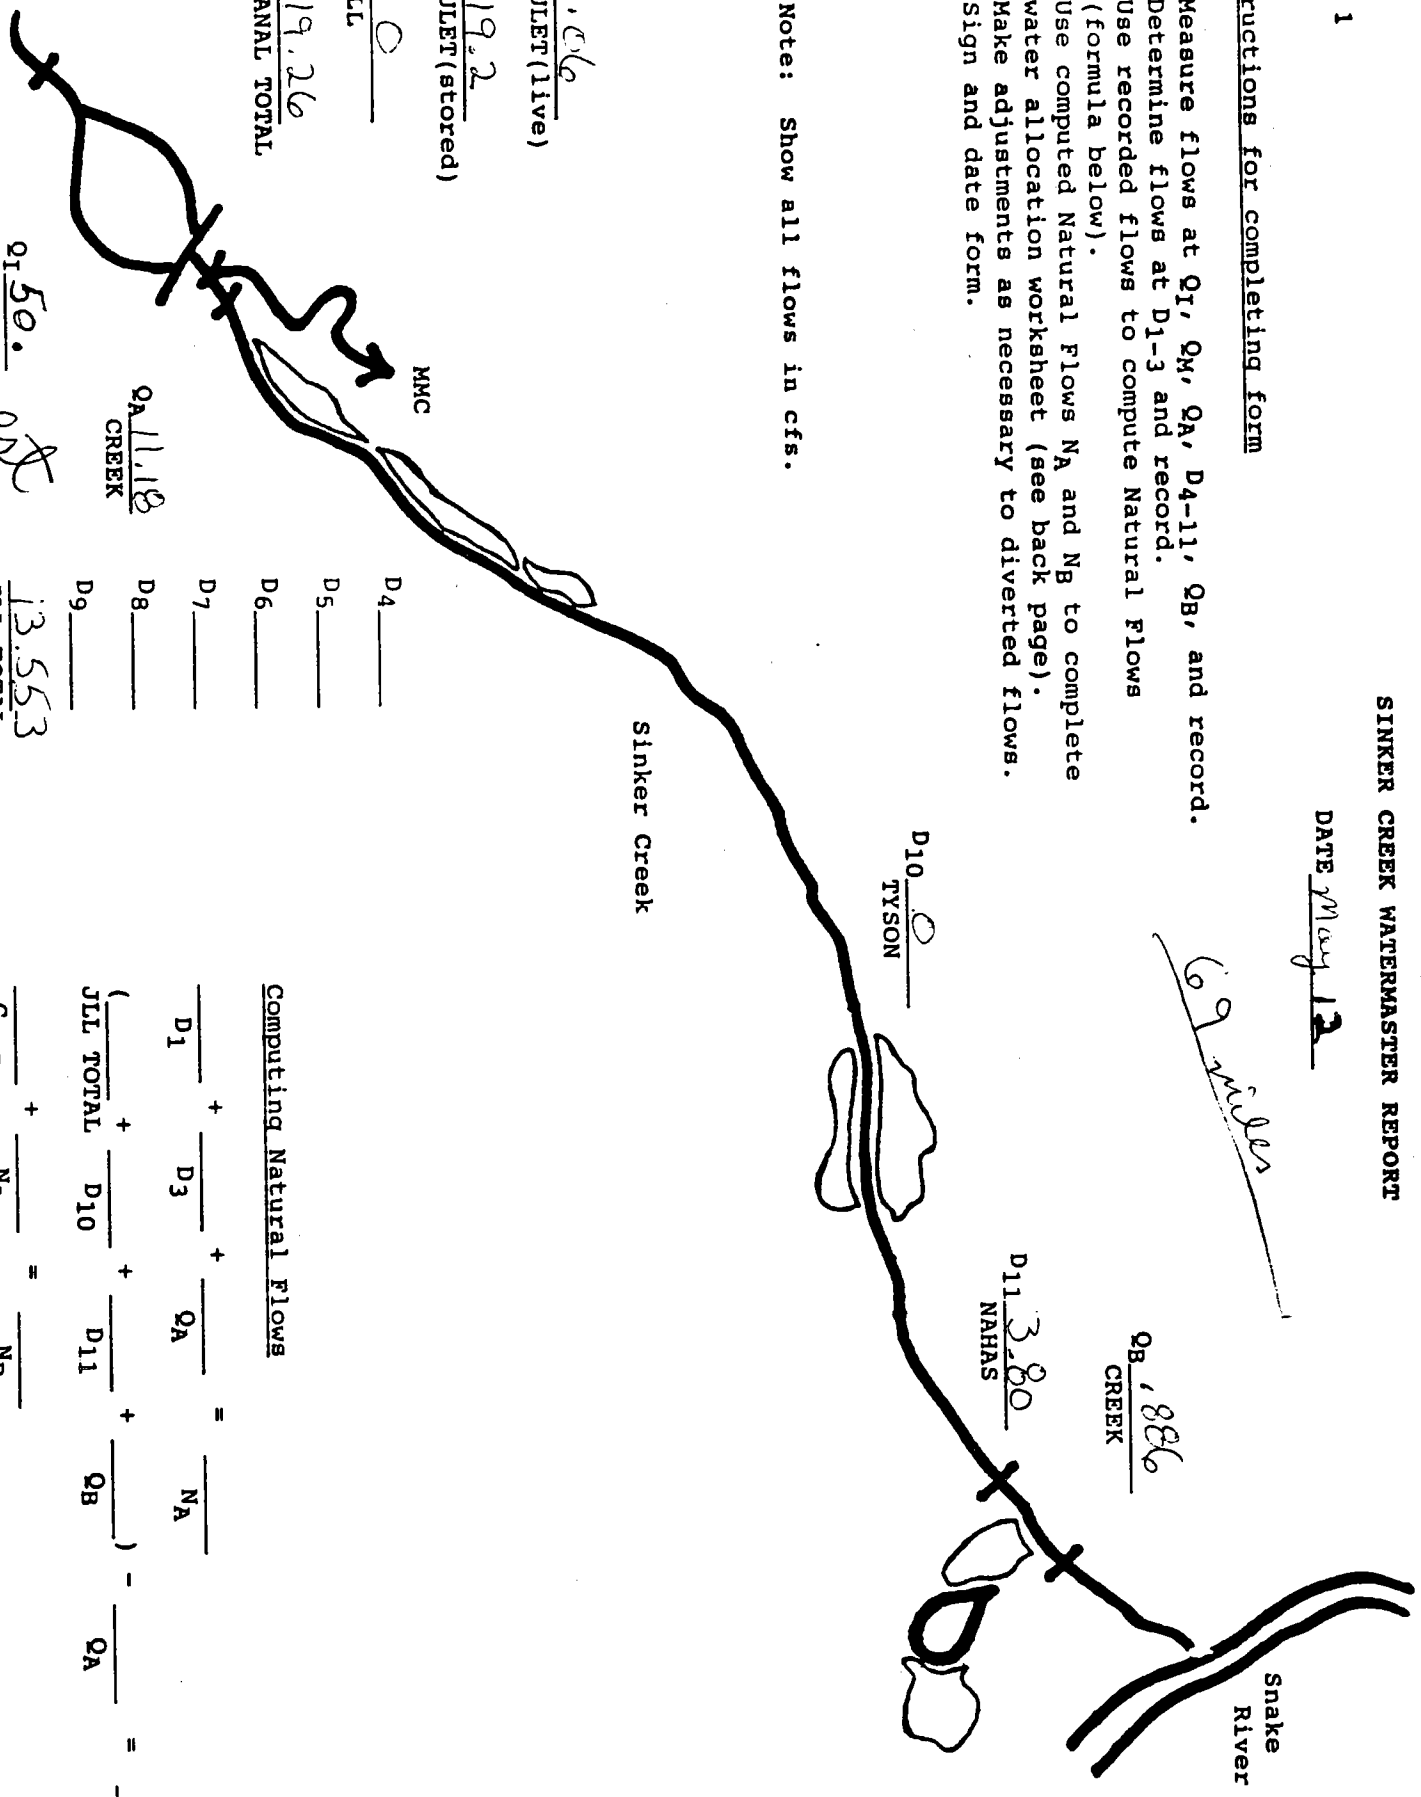 1
SINKER CREEK WATERMASTER REPORT
DATE May 12
69 miles
ructions for completing form
Measure flows at QI, QM, QA, D4-11, QB, and record.
Determine flows at D1-3 and record.
Use recorded flows to compute Natural Flows
(formula below).
Use computed Natural Flows NA and NB to complete
water allocation worksheet (see back page).
Make adjustments as necessary to diverted flows.
Sign and date form.
Note: Show all flows in cfs.
QB .886
CREEK
D11 3.80
NAHAS
D10 0
TYSON
Snake
River
Sinker Creek
MMC
.06
ULET(live)
19.2
ULET(stored)
0
LL
19.26
ANAL TOTAL
QI 50.
QA 11.18
CREEK
D4
D5
D6
D7
D8
D9
13.553
Computing Natural Flows
+ + =
D1 D3 QA NA
( + + + ) - = -
JLL TOTAL D10 D11 QB QA
+ =